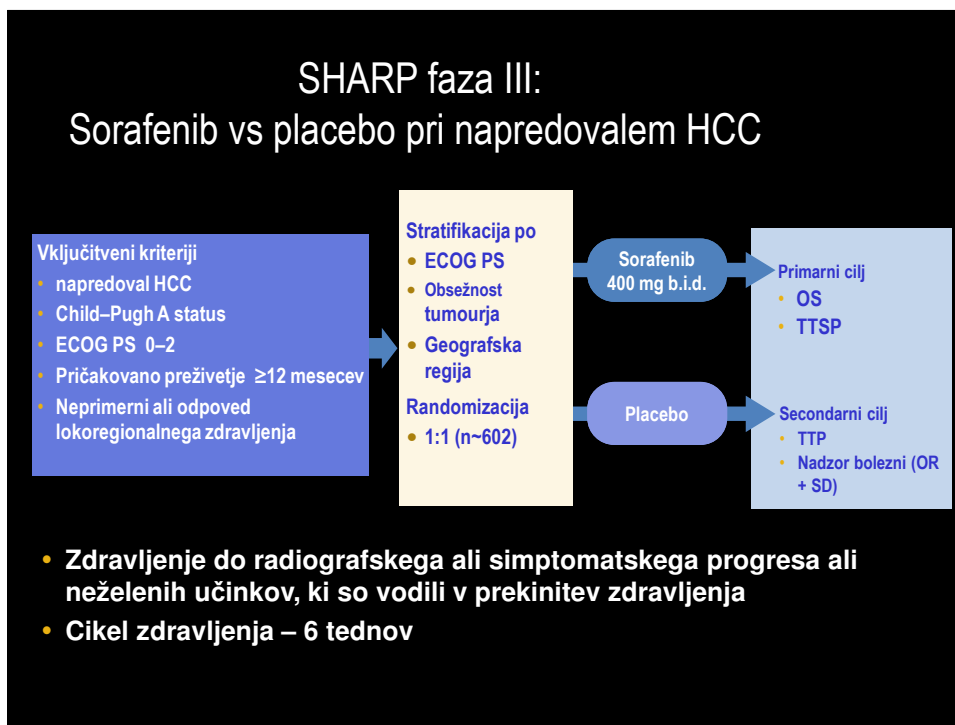 SHARP faza III:
Sorafenib vs placebo pri napredovalem HCC
Vključitveni kriteriji
• napredoval HCC
• Child–Pugh A status
• ECOG PS 0–2
• Pričakovano preživetje ≥12 mesecev
• Neprimerni ali odpoved
lokoregionalnega zdravljenja
Stratifikacija po
• ECOG PS
• Obsežnost
tumourja
• Geografska
regija
Randomizacija
• 1:1 (n~602)
Sorafenib
400 mg b.i.d.
Placebo
Primarni cilj
• OS
• TTSP
Secondarni cilj
• TTP
• Nadzor bolezni (OR
+ SD)
• Zdravljenje do radiografskega ali simptomatskega progresa ali
neželenih učinkov, ki so vodili v prekinitev zdravljenja
• Cikel zdravljenja – 6 tednov